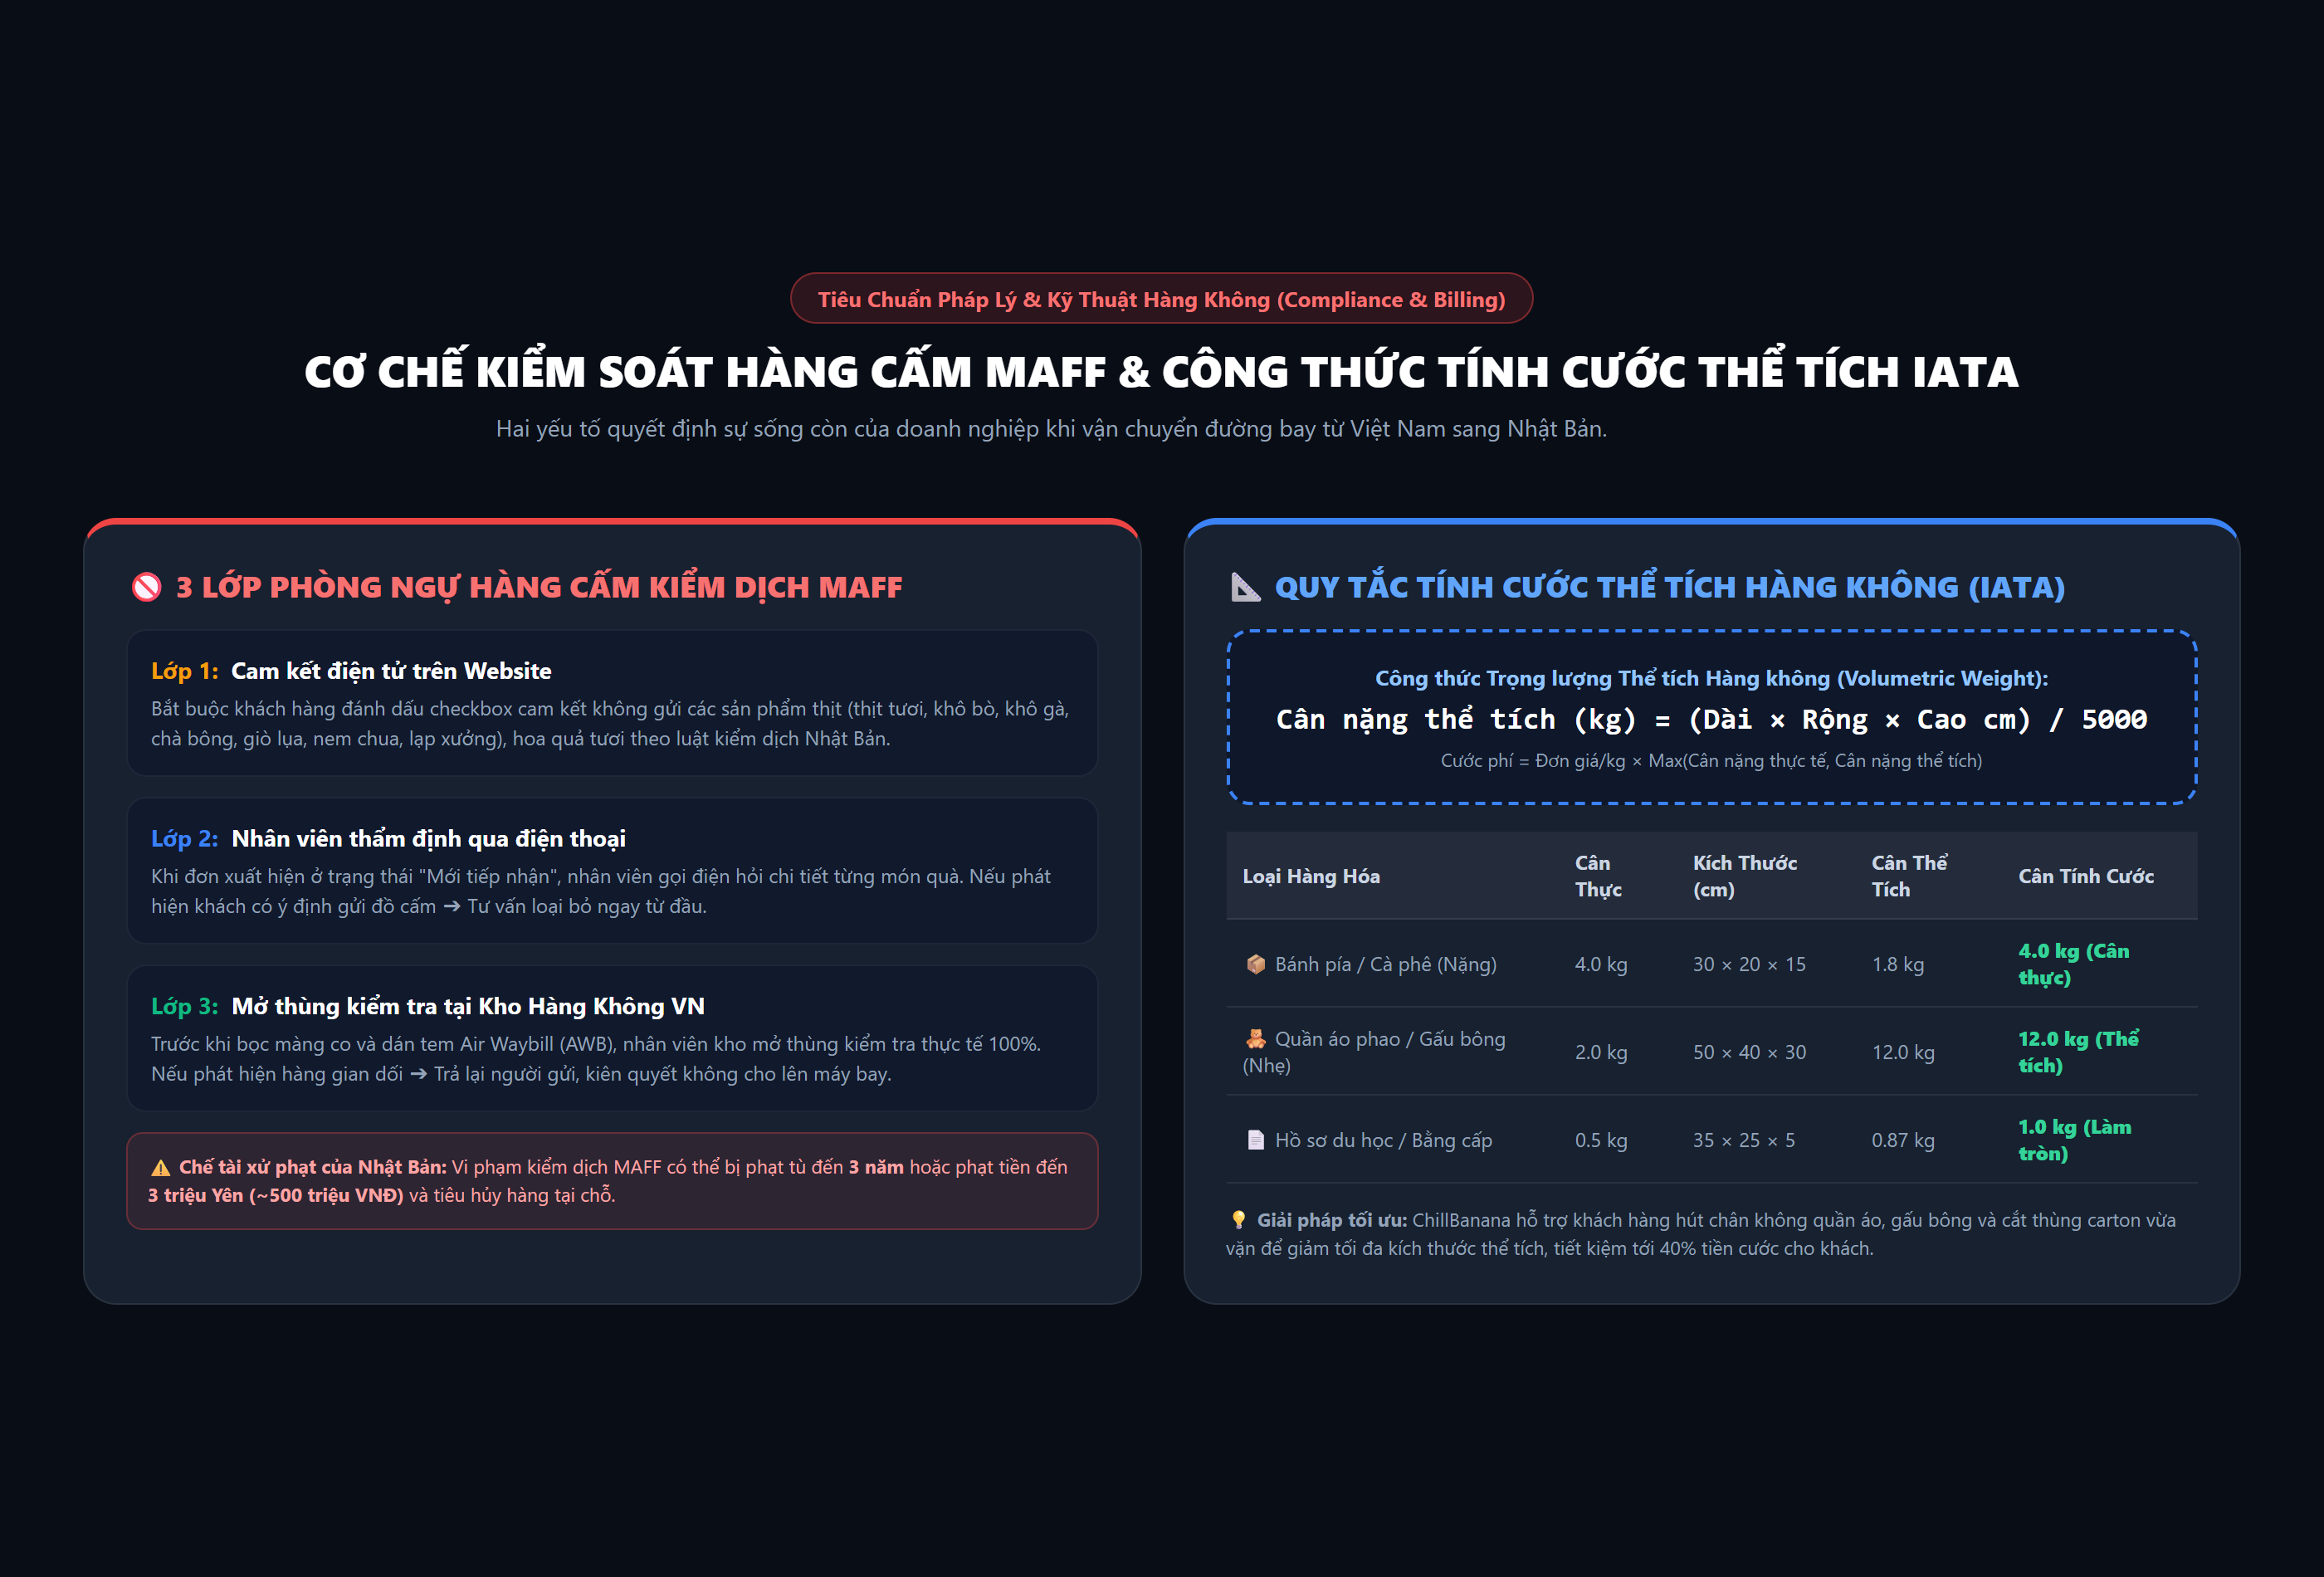 Tiêu Chuẩn Pháp Lý & Kỹ Thuật Hàng Không (Compliance & Billing)
CƠ CHẾ KIỂM SOÁT HÀNG CẤM MAFF & CÔNG THỨC TÍNH CƯỚC THỂ TÍCH IATA
Hai yếu tố quyết định sự sống còn của doanh nghiệp khi vận chuyển đường bay từ Việt Nam sang Nhật Bản.
🚫 3 LỚP PHÒNG NGỰ HÀNG CẤM KIỂM DỊCH MAFF
Lớp 1: Cam kết điện tử trên Website
Bắt buộc khách hàng đánh dấu checkbox cam kết không gửi các sản phẩm thịt (thịt tươi, khô bò, khô gà,
chà bông, giò lụa, nem chua, lạp xưởng), hoa quả tươi theo luật kiểm dịch Nhật Bản.
Lớp 2: Nhân viên thẩm định qua điện thoại
Khi đơn xuất hiện ở trạng thái "Mới tiếp nhận", nhân viên gọi điện hỏi chi tiết từng món quà. Nếu phát
hiện khách có ý định gửi đồ cấm ➔ Tư vấn loại bỏ ngay từ đầu.
Lớp 3: Mở thùng kiểm tra tại Kho Hàng Không VN
Trước khi bọc màng co và dán tem Air Waybill (AWB), nhân viên kho mở thùng kiểm tra thực tế 100%.
Nếu phát hiện hàng gian dối ➔ Trả lại người gửi, kiên quyết không cho lên máy bay.
⚠️ Chế tài xử phạt của Nhật Bản: Vi phạm kiểm dịch MAFF có thể bị phạt tù đến 3 năm hoặc phạt tiền đến
3 triệu Yên (~500 triệu VNĐ) và tiêu hủy hàng tại chỗ.
📐 QUY TẮC TÍNH CƯỚC THỂ TÍCH HÀNG KHÔNG (IATA)
Công thức Trọng lượng Thể tích Hàng không (Volumetric Weight):
Cân nặng thể tích (kg) = (Dài × Rộng × Cao cm) / 5000
Cước phí = Đơn giá/kg × Max(Cân nặng thực tế, Cân nặng thể tích)
Loại Hàng Hóa Cân Thực Kích Thước (cm) Cân Thể Tích Cân Tính Cước
📦 Bánh pía / Cà phê (Nặng) 4.0 kg 30 × 20 × 15 1.8 kg 4.0 kg (Cân thực)
🧸 Quần áo phao / Gấu bông (Nhẹ) 2.0 kg 50 × 40 × 30 12.0 kg 12.0 kg (Thể tích)
📄 Hồ sơ du học / Bằng cấp 0.5 kg 35 × 25 × 5 0.87 kg 1.0 kg (Làm tròn)
💡 Giải pháp tối ưu: ChillBanana hỗ trợ khách hàng hút chân không quần áo, gấu bông và cắt thùng carton vừa
vặn để giảm tối đa kích thước thể tích, tiết kiệm tới 40% tiền cước cho khách.